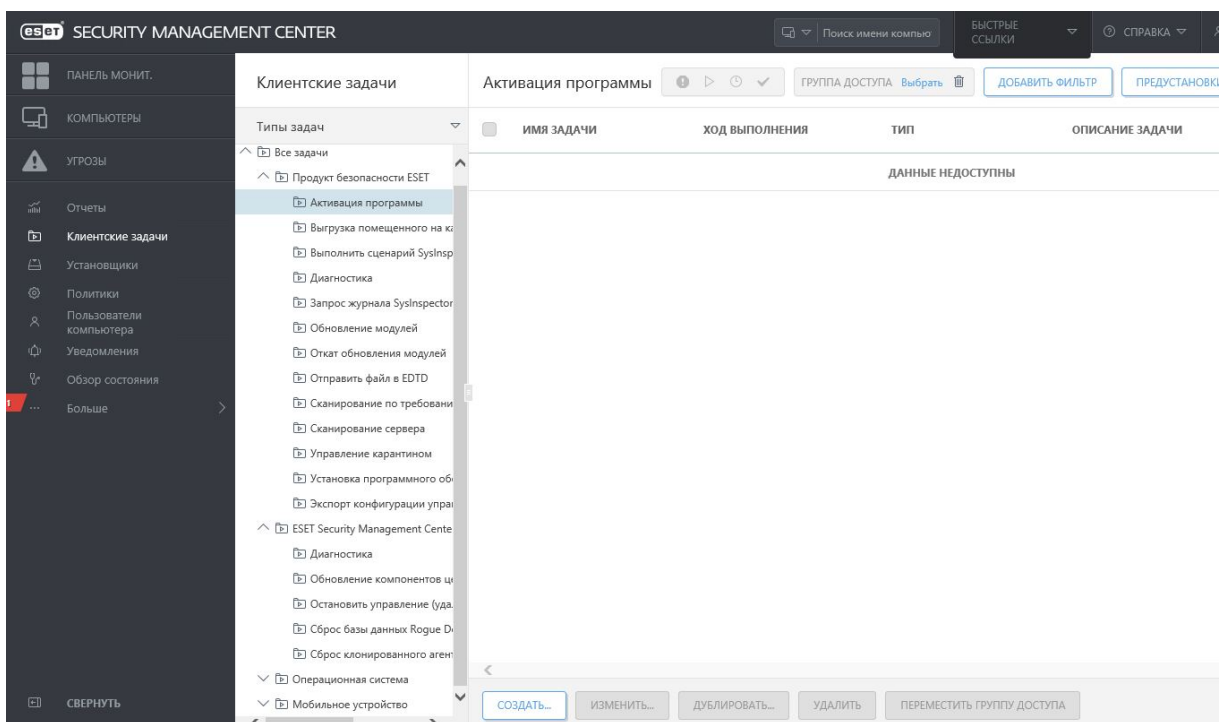 eset SECURITY MANAGEMENT CENTER
Поиск имени компью
БЫСТРЫЕ
ССЫЛКИ
СПРАВКА
ПАНЕЛЬ МОНИТ.
КОМПЬЮТЕРЫ
УГРОЗЫ
Отчеты
Клиентские задачи
Установщики
Политики
Пользователи
компьютера
Уведомления
Обзор состояния
Больше
СВЕРНУТЬ
Клиентские задачи
Типы задач
Все задачи
Продукт безопасности ESET
Активация программы
Выгрузка помещенного на ка
Выполнить сценарий SysInsp
Диагностика
Запрос журнала SysInspector
Обновление модулей
Откат обновления модулей
Отправить файл в EDTD
Сканирование по требовани
Сканирование сервера
Управление карантином
Установка программного об
Экспорт конфигурации упра
ESET Security Management Cente
Диагностика
Обновление компонентов ц
Остановить управление (уда
Сброс базы данных Rogue D
Сброс клонированного аген
Операционная система
Мобильное устройство
Активация программы
ГРУППА ДОСТУПА Выбрать
ДОБАВИТЬ ФИЛЬТР
ПРЕДУСТАНОВКИ
ИМЯ ЗАДАЧИ ХОД ВЫПОЛНЕНИЯ ТИП ОПИСАНИЕ ЗАДАЧИ
ДАННЫЕ НЕДОСТУПНЫ
СОЗДАТЬ... ИЗМЕНИТЬ... ДУБЛИРОВАТЬ... УДАЛИТЬ ПЕРЕМЕСТИТЬ ГРУППУ ДОСТУПА